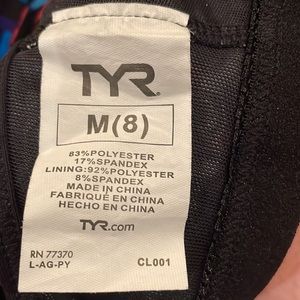 TYR
M(8)
83%POLYESTER
17%SPANDEX
LINING:92%POLYESTER
8%SPANDEX
MADE IN CHINA
FABRIQUÉ EN CHINA
HECHO EN CHINA
TYR.com
RN 77370
L-AG-PY
CL001